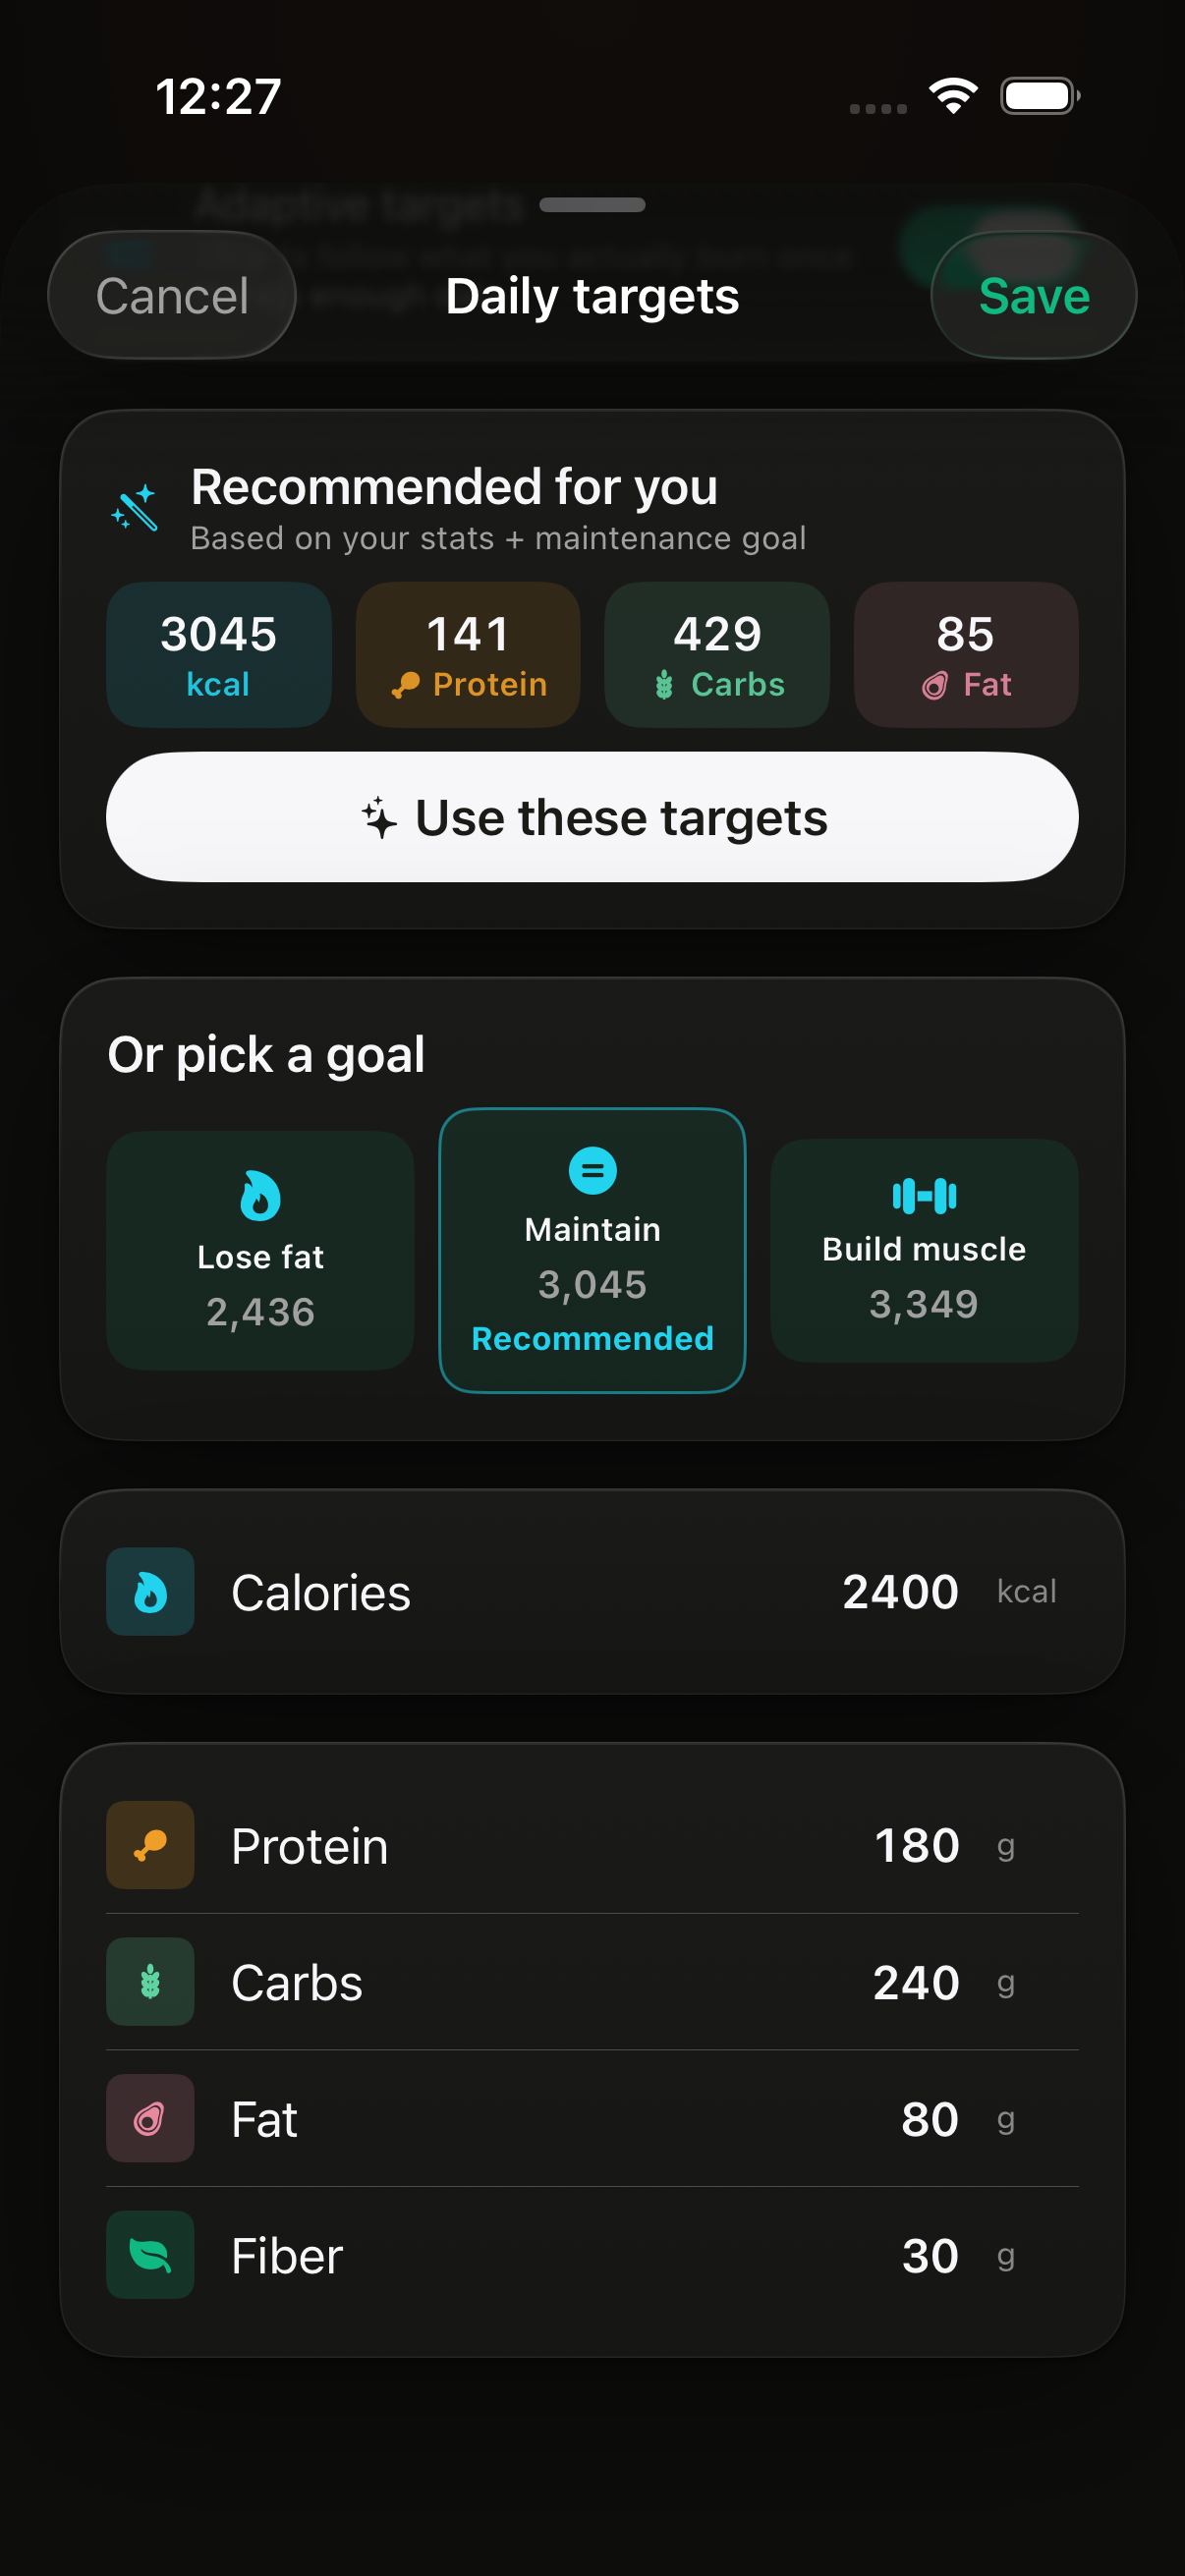 12:27
Adaptive targets
Cancel
Daily targets
Save
Recommended for you
Based on your stats + maintenance goal
3045
kcal
141
Protein
429
Carbs
85
Fat
Use these targets
Or pick a goal
Lose fat
2,436
Maintain
3,045
Recommended
Build muscle
3,349
Calories
2400 kcal
Protein
180 g
Carbs
240 g
Fat
80 g
Fiber
30 g